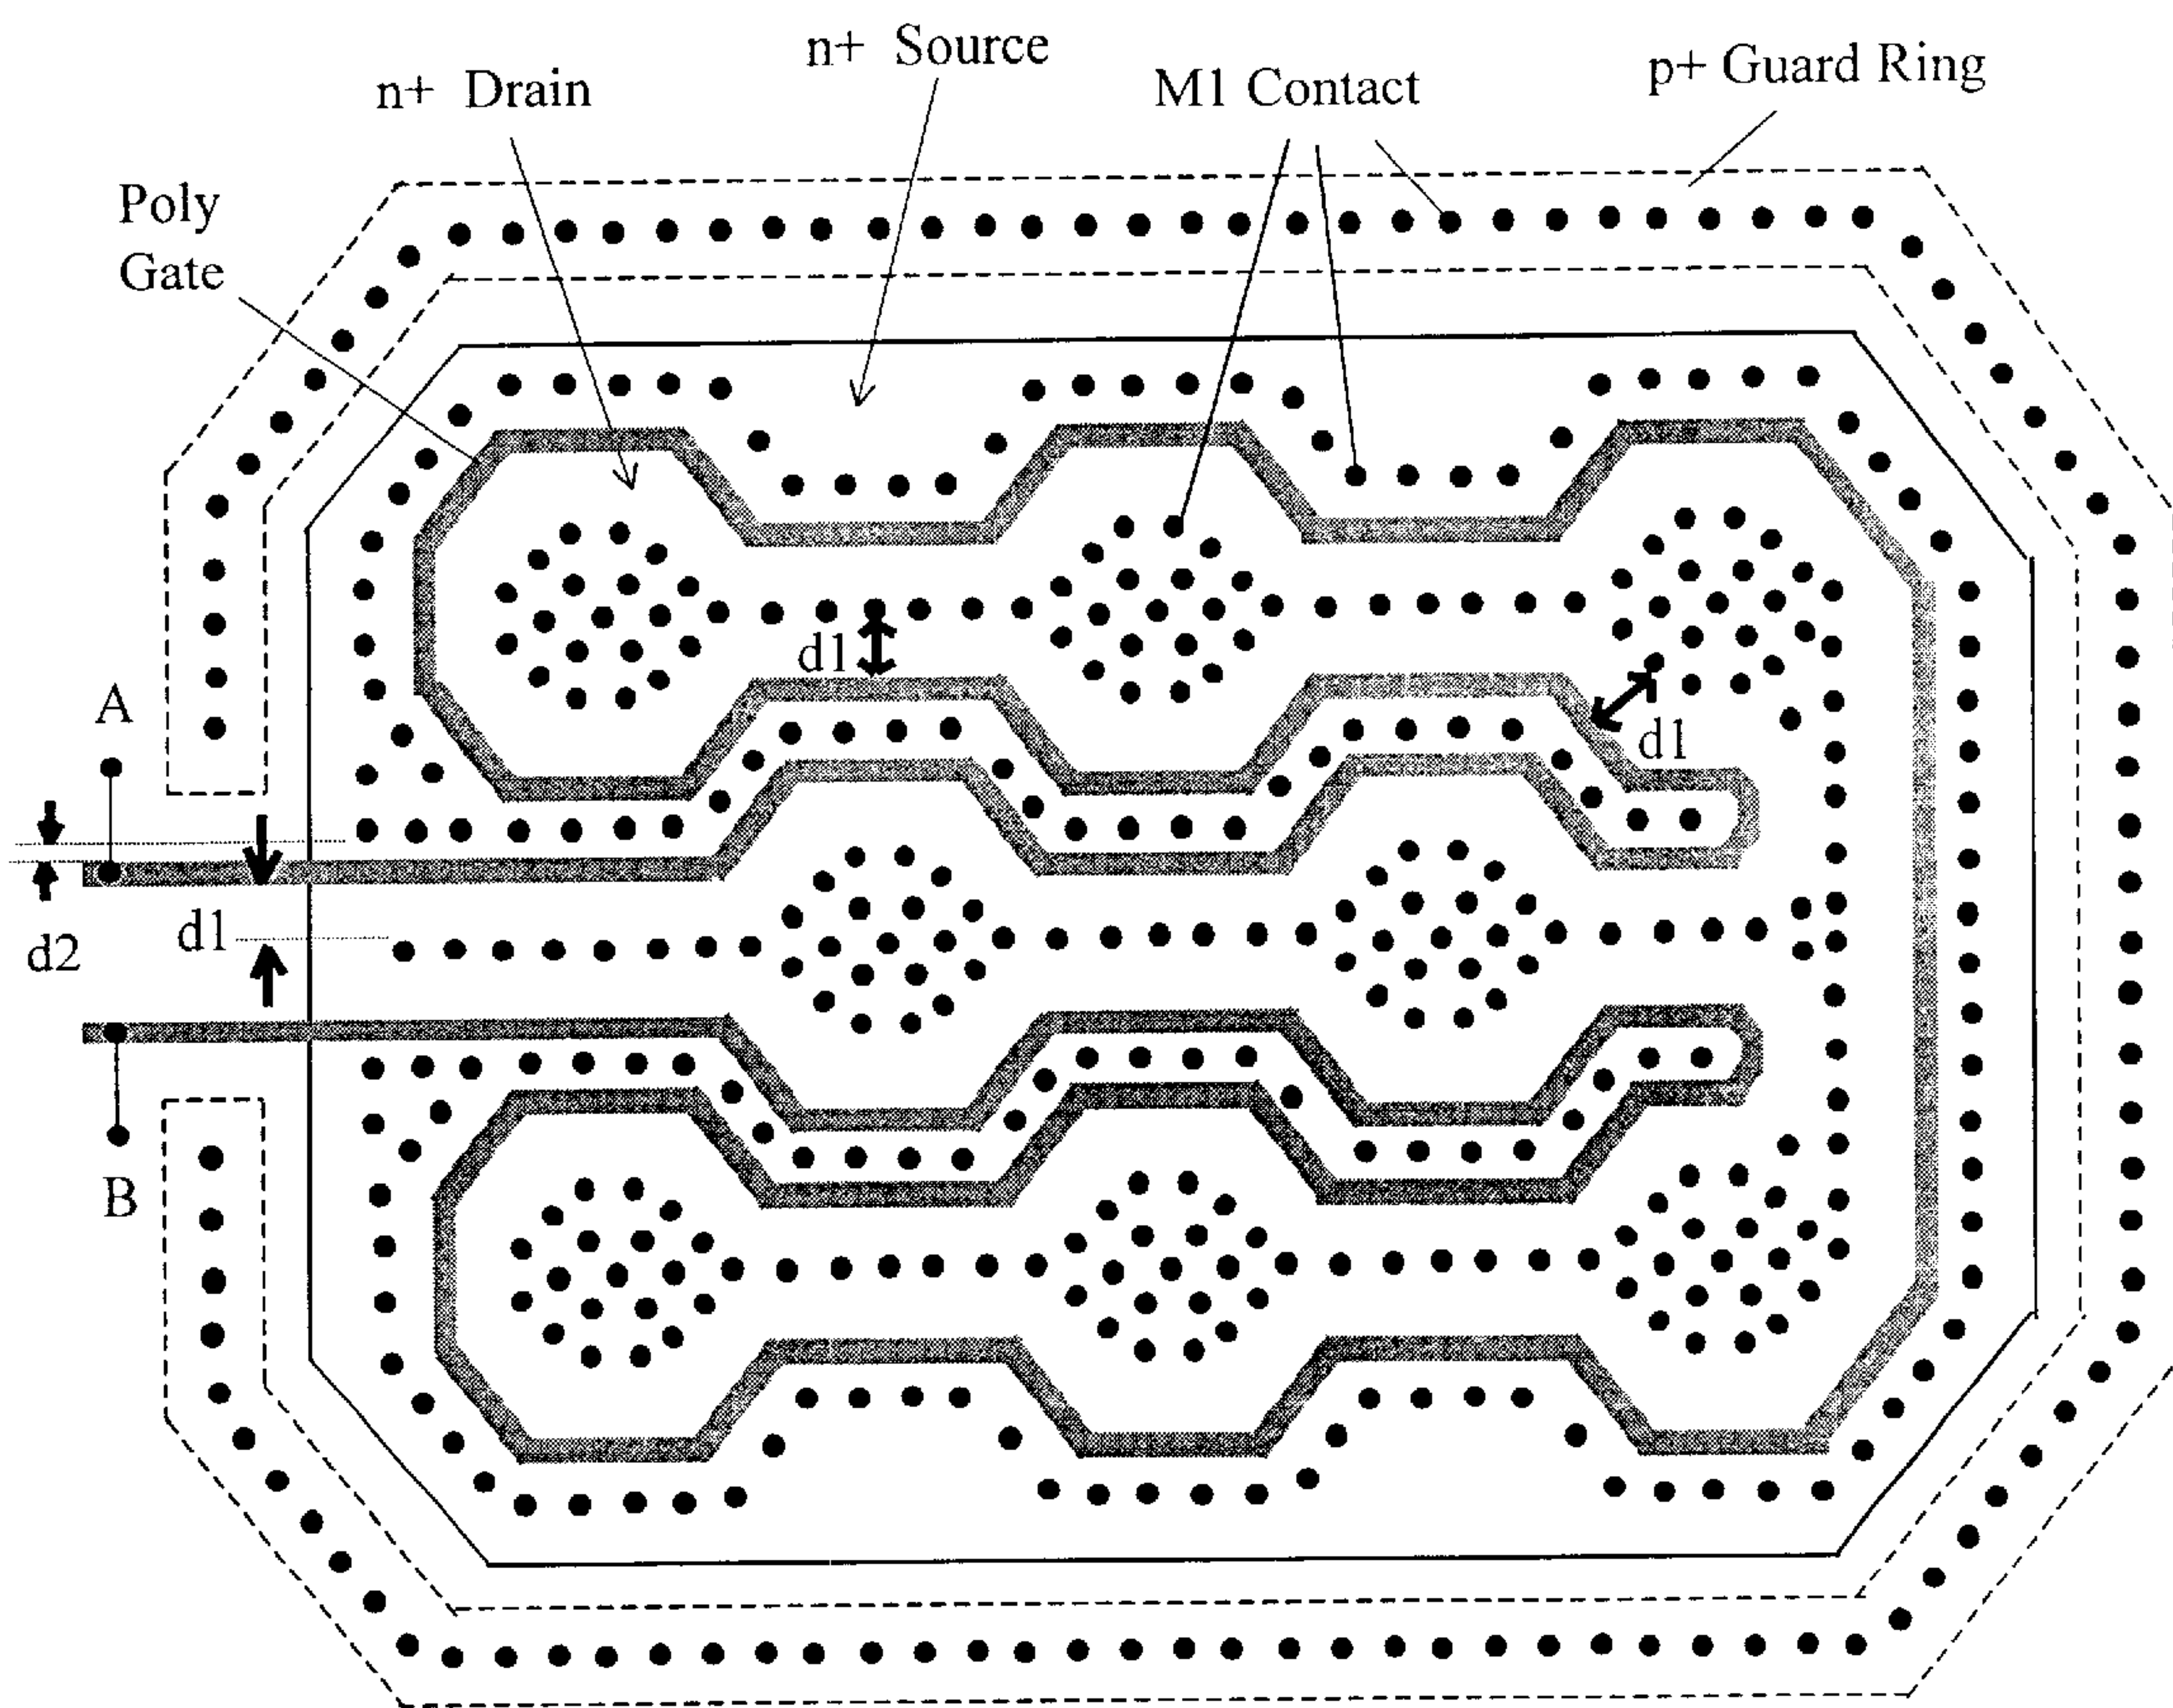 n+ Source
n+ Drain
M1 Contact
p+ Guard Ring
Poly
Gate
d1
A
d1
d1
d2
B